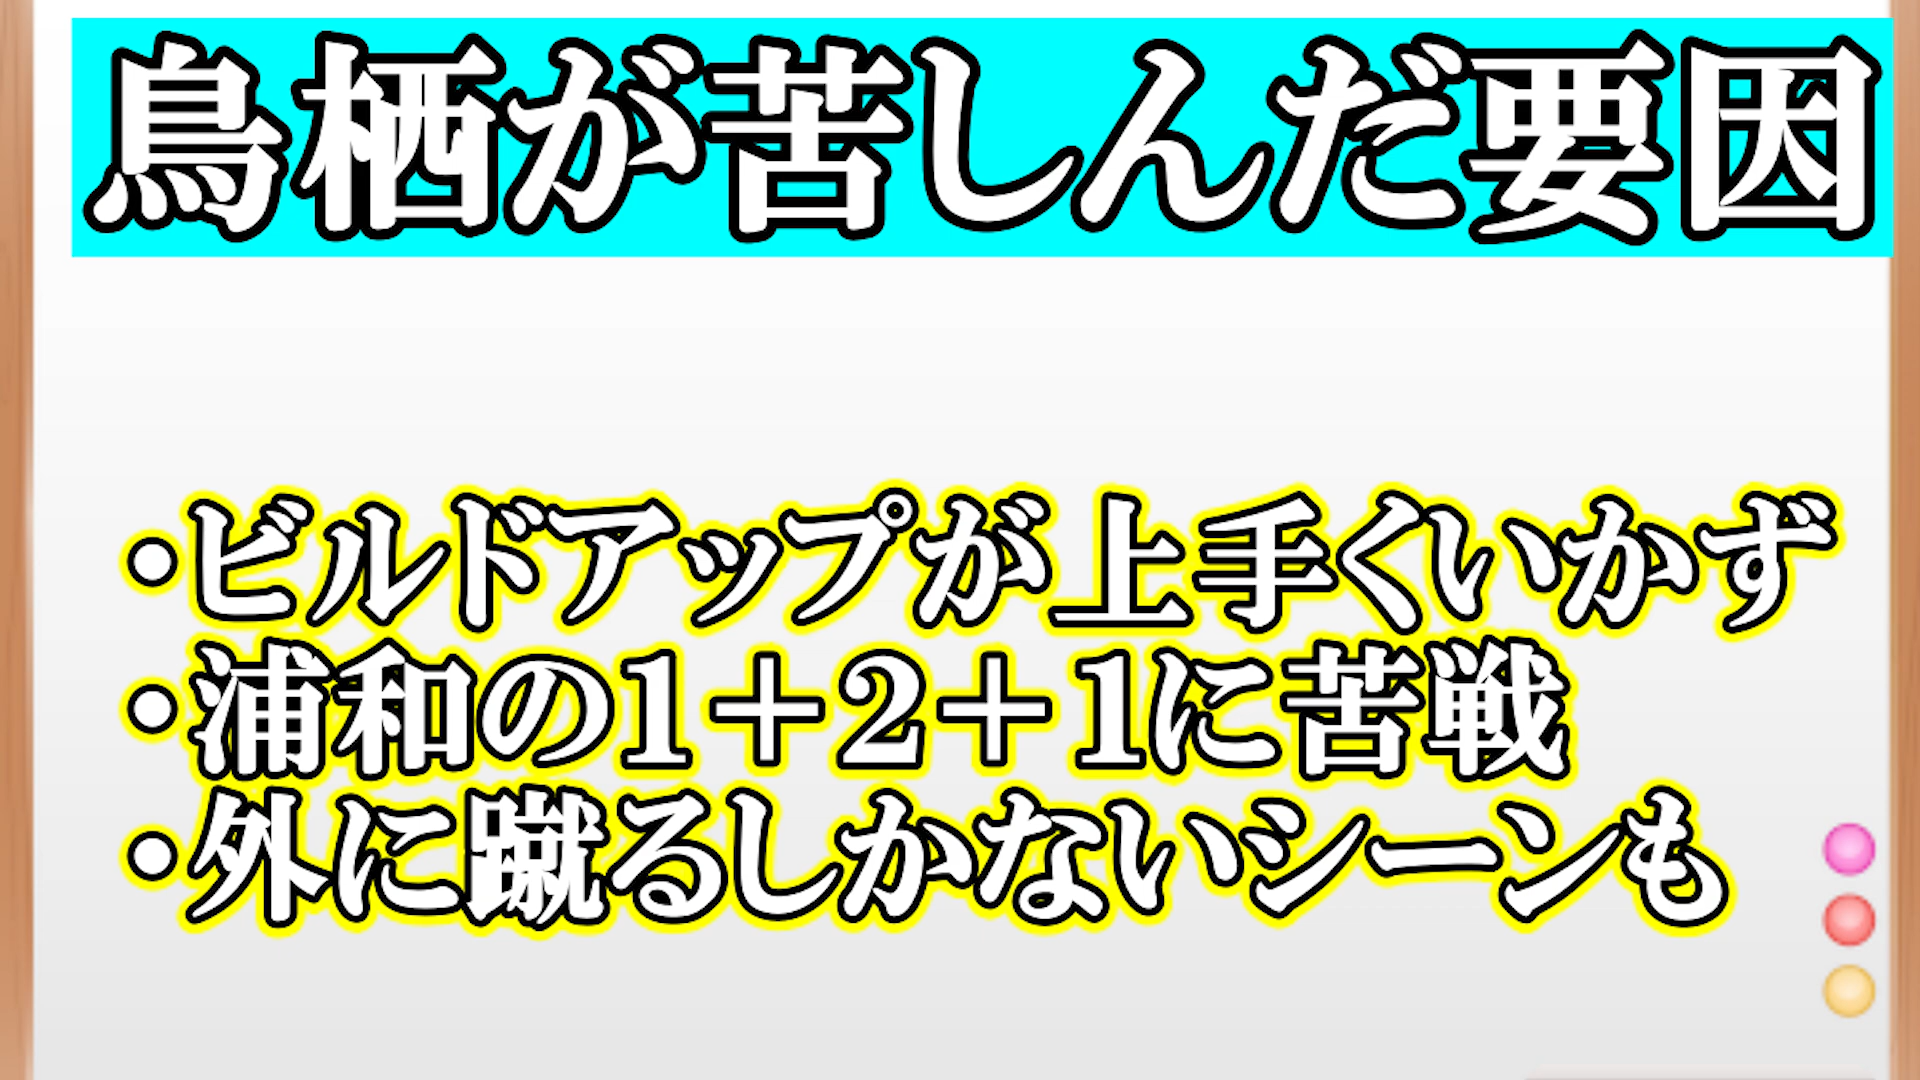 鳥栖が苦しんだ要因
・ビルドアップが上手くいかず
・浦和の1＋2＋1に苦戦
・外に蹴るしかないシーンも